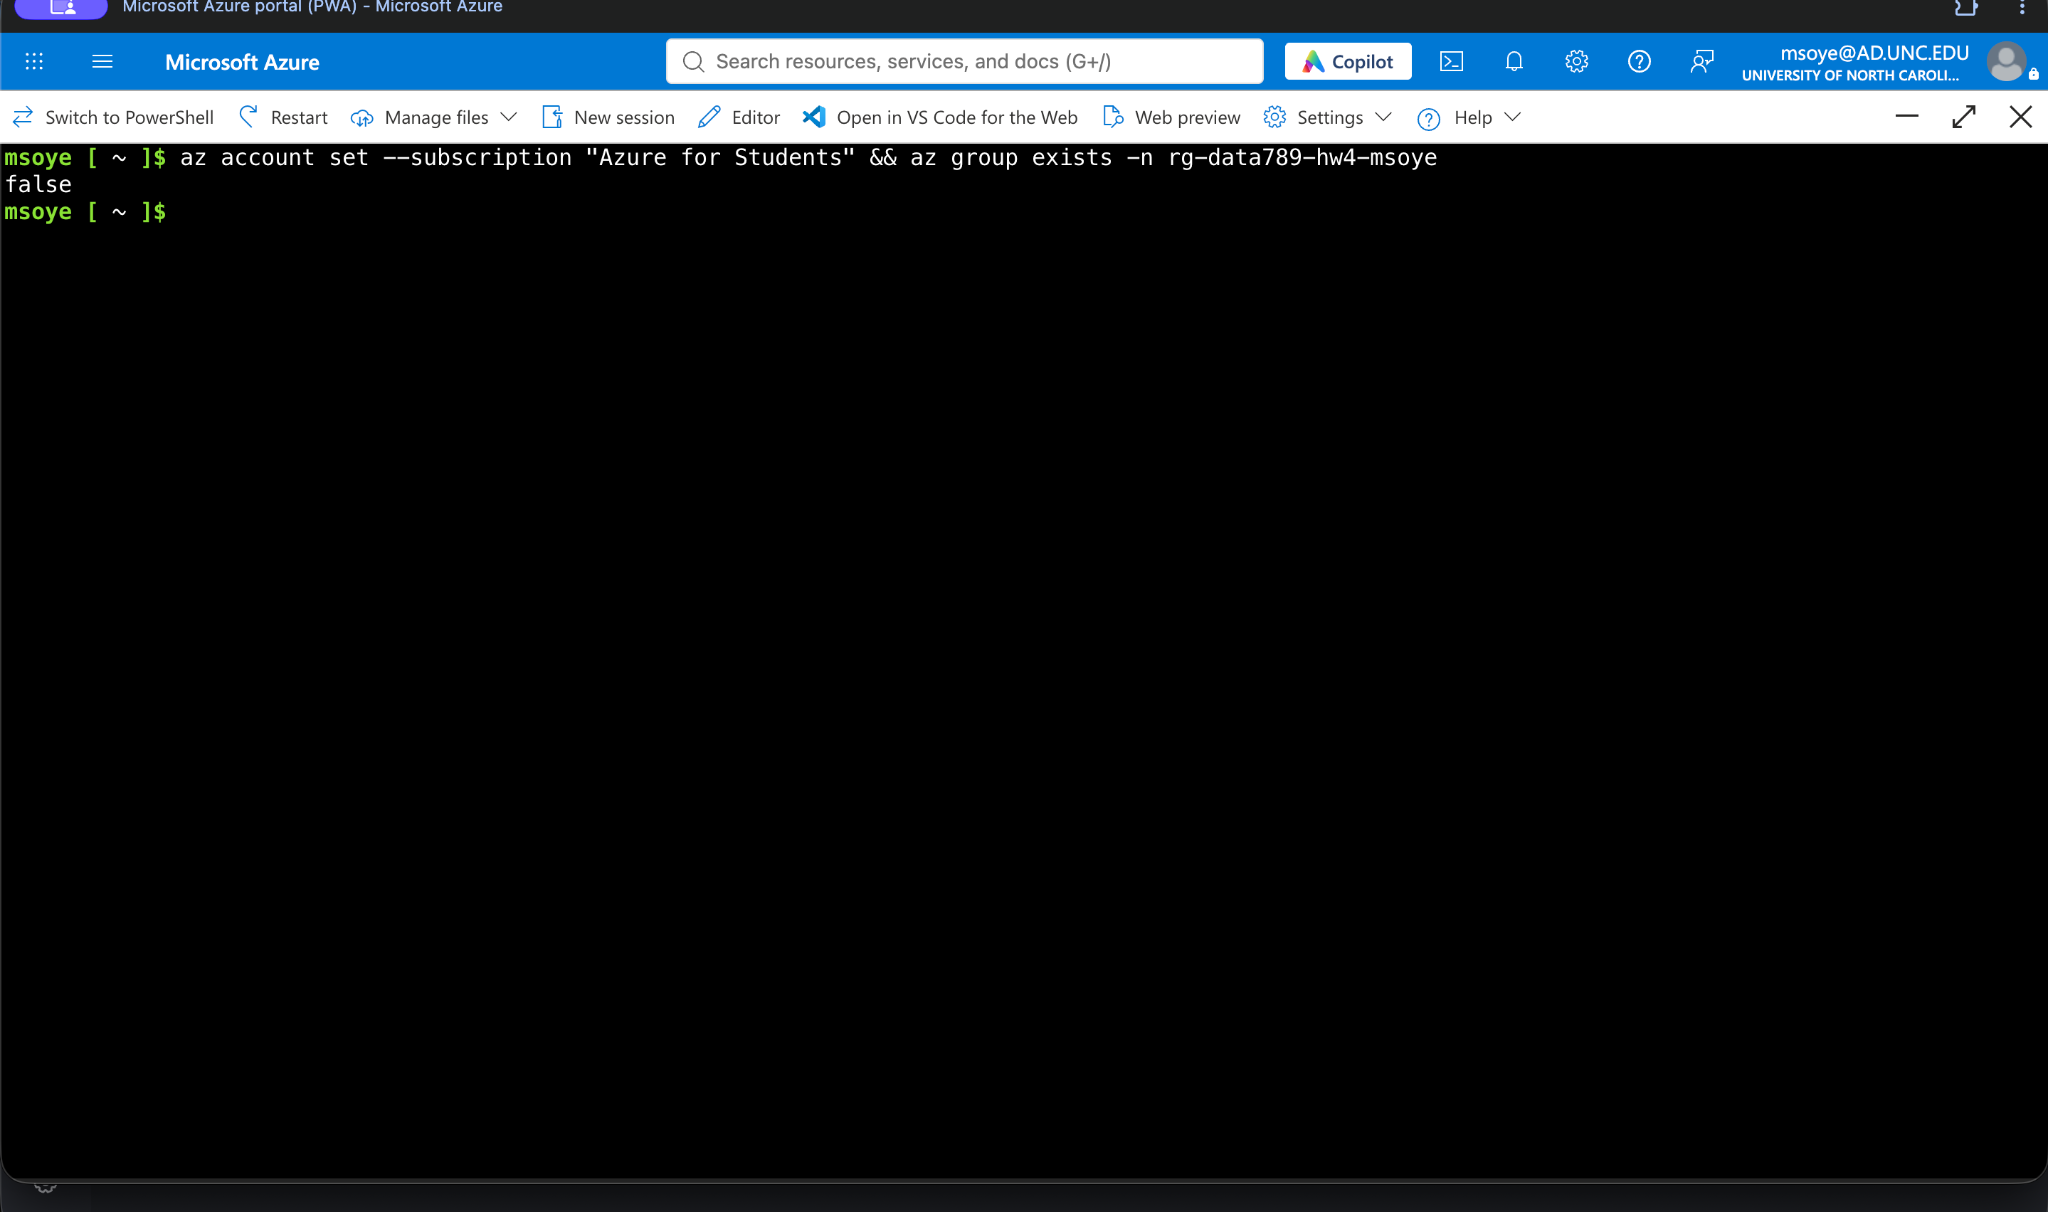 Microsoft Azure portal (PWA) - Microsoft Azure
Microsoft Azure
Search resources, services, and docs (G+/)
Copilot
msoye@AD.UNC.EDU
UNIVERSITY OF NORTH CAROLI...
Switch to PowerShell Restart Manage files New session Editor Open in VS Code for the Web Web preview Settings Help
msoye [ ~ ]$ az account set --subscription "Azure for Students" && az group exists -n rg-data789-hw4-msoye
false
msoye [ ~ ]$